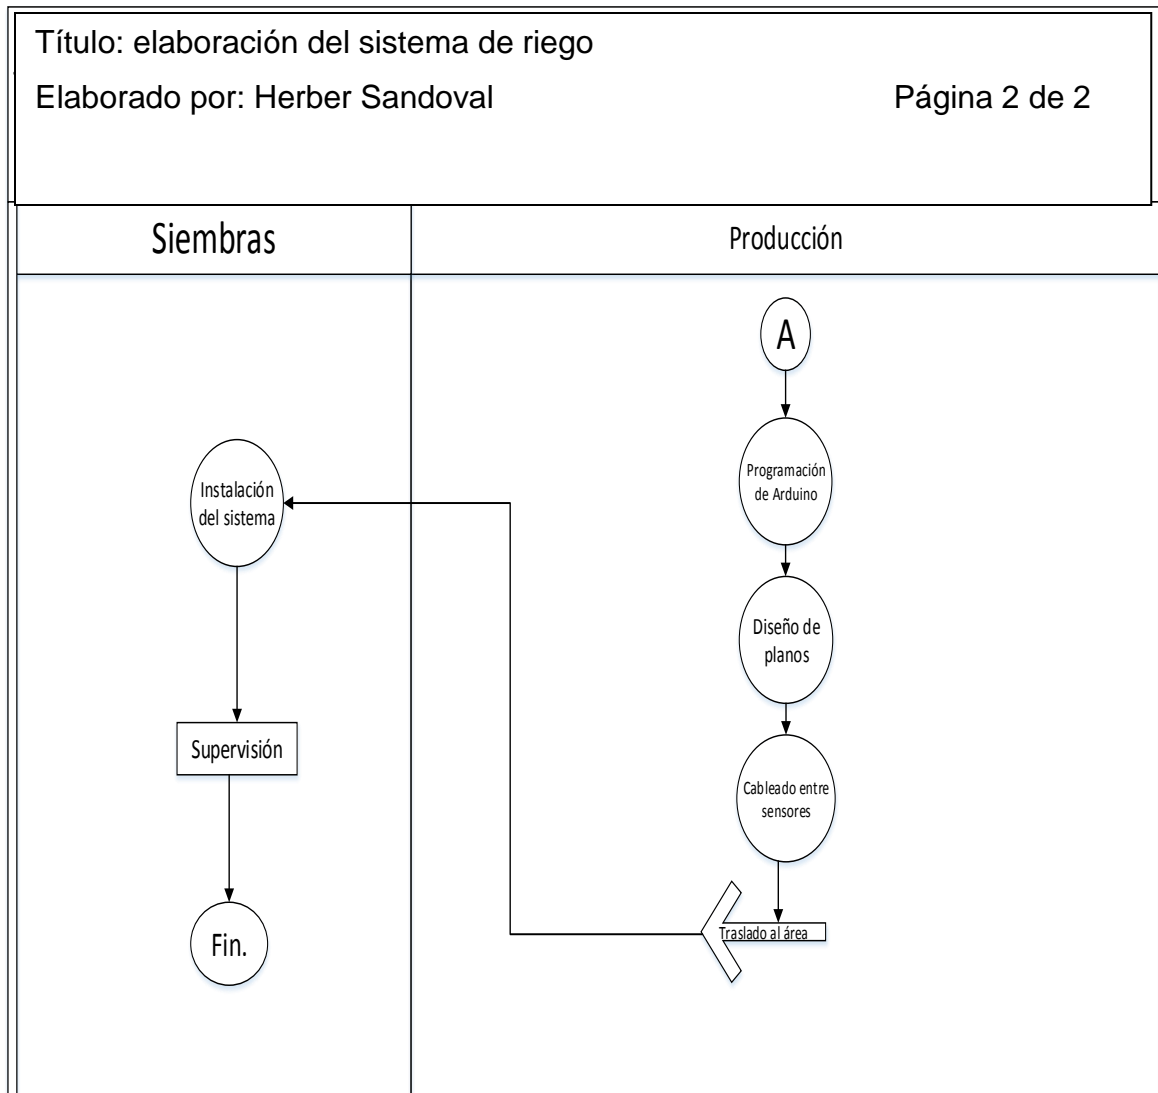 Título: elaboración del sistema de riego
Elaborado por: Herber Sandoval Página 2 de 2
Siembras
Producción
A
Programación
de Arduino
Diseño de
planos
Cableado entre
sensores
Traslado al área
Instalación
del sistema
Supervisión
Fin.